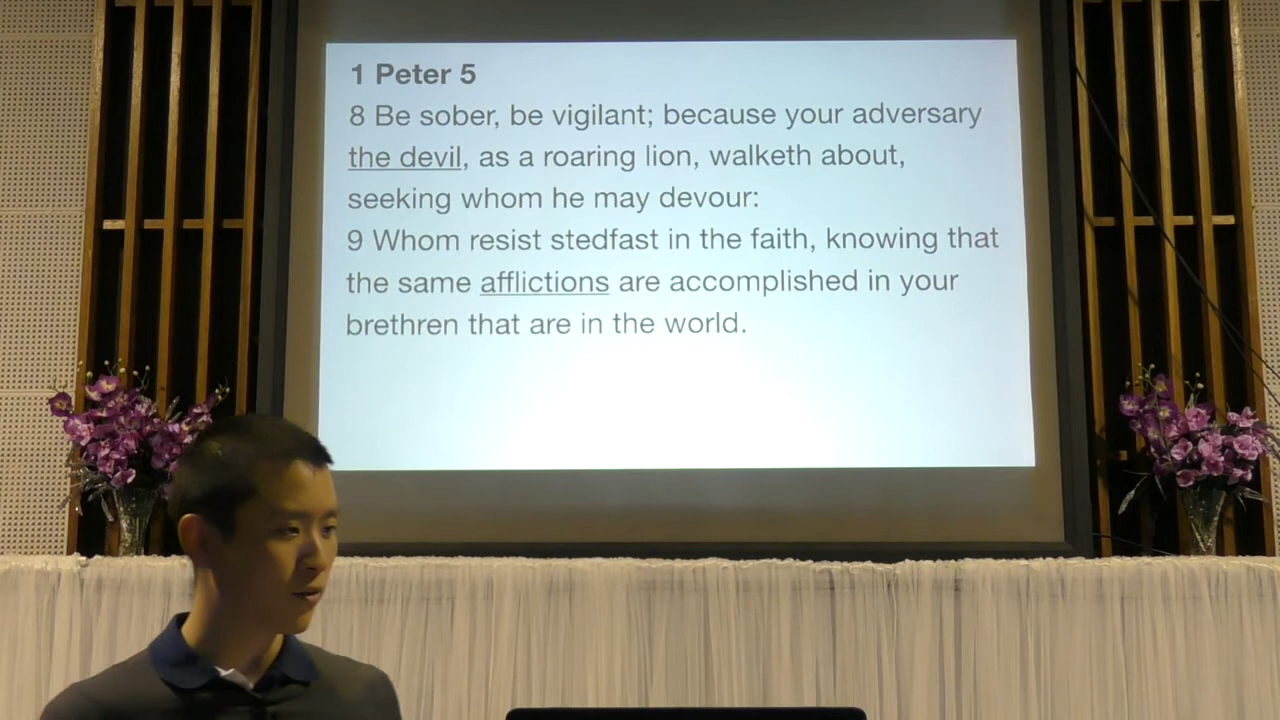 1 Peter 5
8 Be sober, be vigilant; because your adversary
the devil, as a roaring lion, walketh about,
seeking whom he may devour:
9 Whom resist stedfast in the faith, knowing that
the same afflictions are accomplished in your
brethren that are in the world.